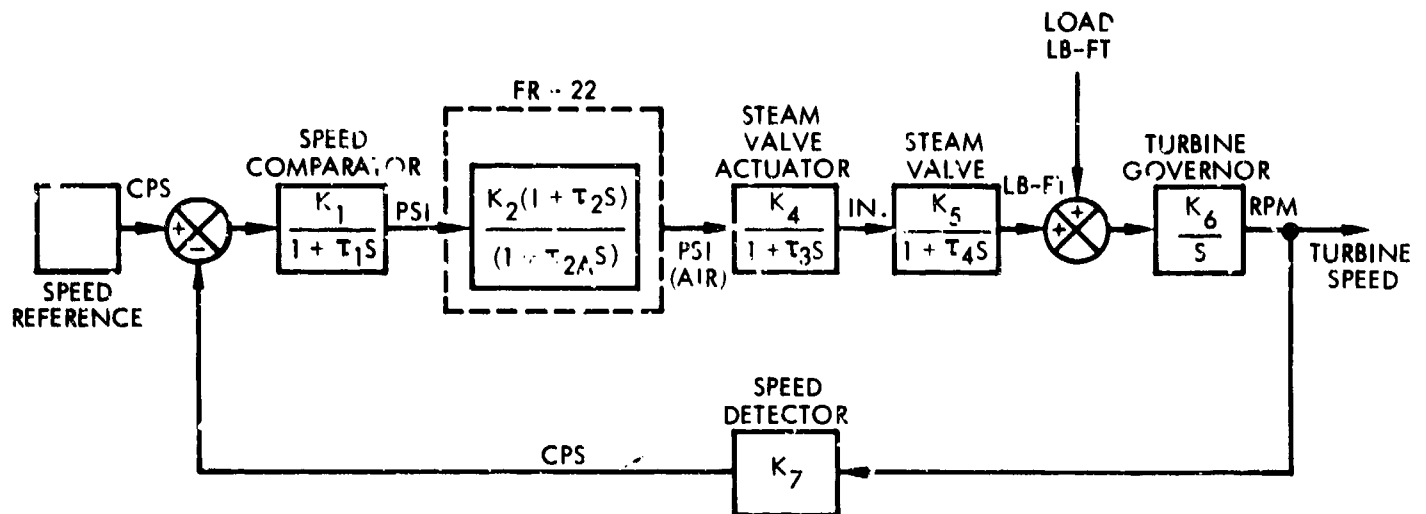 LOAD
LB-FT
FR - 22
SPEED
STEAM
VALVE
ACTUATOR
STEAM
VALVE
TURBINE
GOVERNOR
CPS
K1
1 + τ1S
PSI
K2(1 + τ2S)
τ2AS)
PSI
(AIR)
K4
1 + τ3S
IN.
K5
1 + τ4S
LB-FT
K6
S
RPM
+
-
+
+
TURBINE
SPEED
SPEED
REFERENCE
SPEED
DETECTOR
K7
CPS